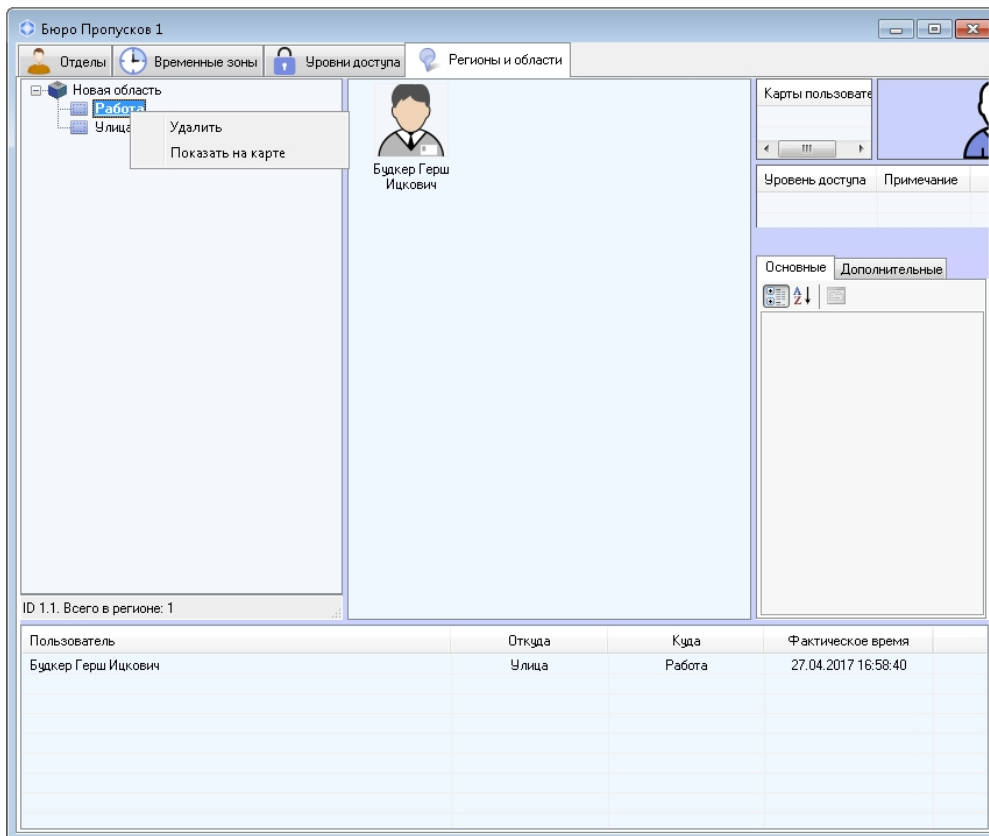 Бюро Пропусков 1
Отделы Временные зоны Уровни доступа Регионы и области
Новая область
Работа
Улица
Удалить
Показать на карте
Будкер Герш
Ицкович
Карты пользовате
Уровень доступа Примечание
Основные Дополнительные
ID 1.1. Всего в регионе: 1
Пользователь Откуда Куда Фактическое время
Будкер Герш Ицкович Улица Работа 27.04.2017 16:58:40